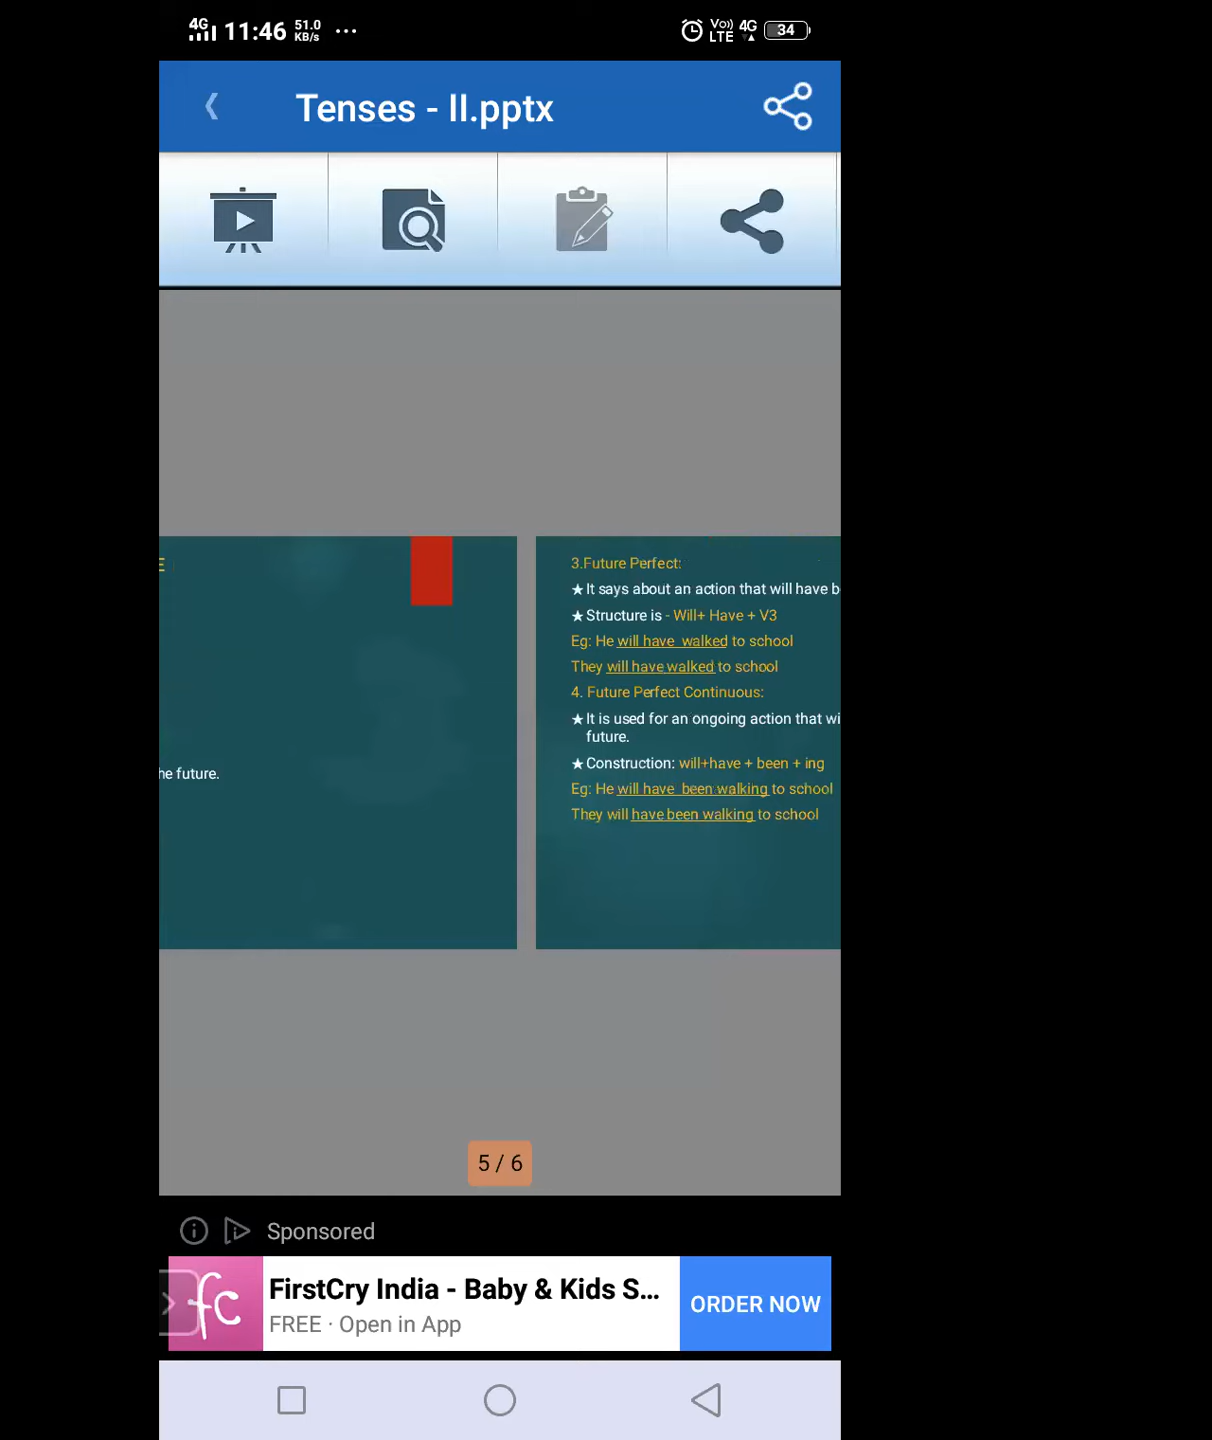 4G 11:46 51.0 KB/s ... Vo)) LTE 4G 34
Tenses - II.pptx
E
he future.
3.Future Perfect:
★ It says about an action that will have b
★ Structure is - Will+ Have + V3
Eg: He will have walked to school
They will have walked to school
4. Future Perfect Continuous:
★ It is used for an ongoing action that wi
future.
★ Construction: will+have + been + ing
Eg: He will have been walking to school
They will have been walking to school
5 / 6
Sponsored
fc
FirstCry India - Baby & Kids S...
FREE · Open in App
ORDER NOW